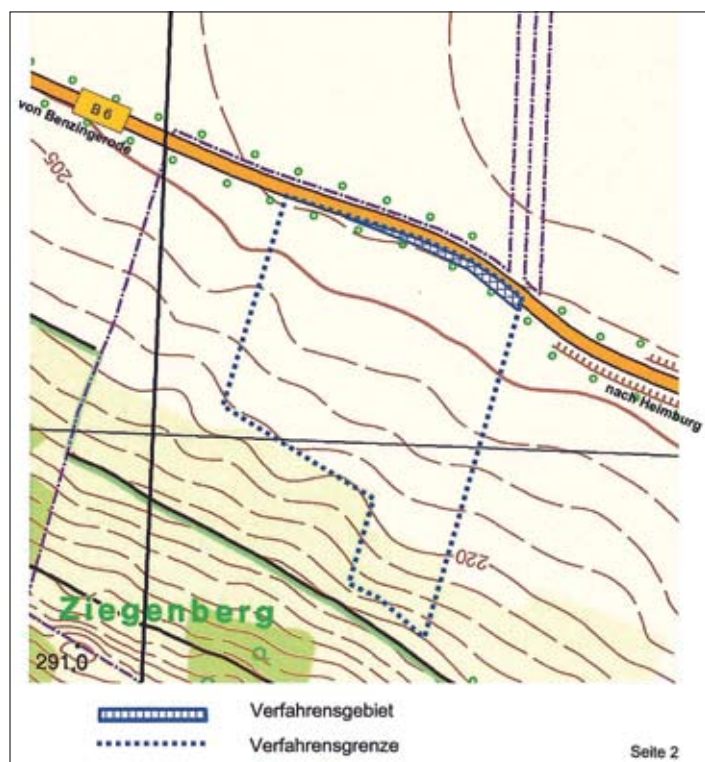 B 6
von Benzingerode
205
nach Heimburg
220
Ziegenberg
291,0
Verfahrensgebiet
Verfahrensgrenze
Seite 2